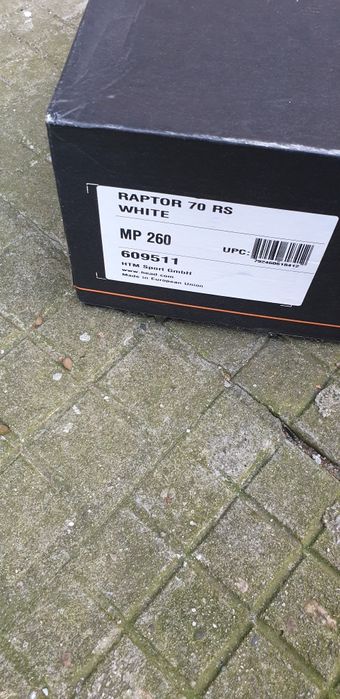 RAPTOR 70 RS
WHITE
MP 260
UPC:
609511
HTM Sport GmbH
www.head.com
Made in European Union